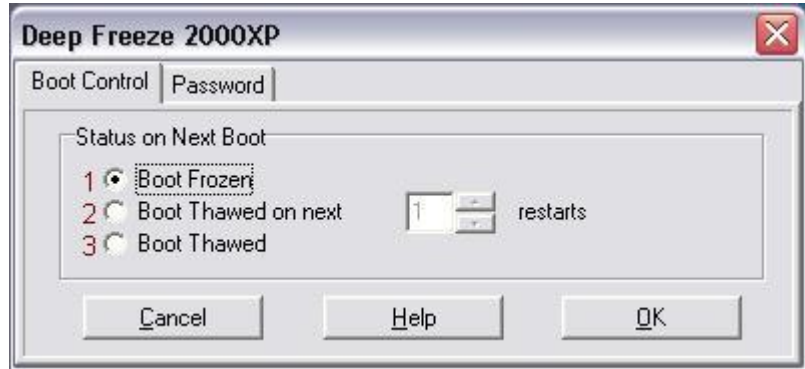 Deep Freeze 2000XP
Boot Control Password
Status on Next Boot
1 Boot Frozen
2 Boot Thawed on next 1 restarts
3 Boot Thawed
Cancel Help OK